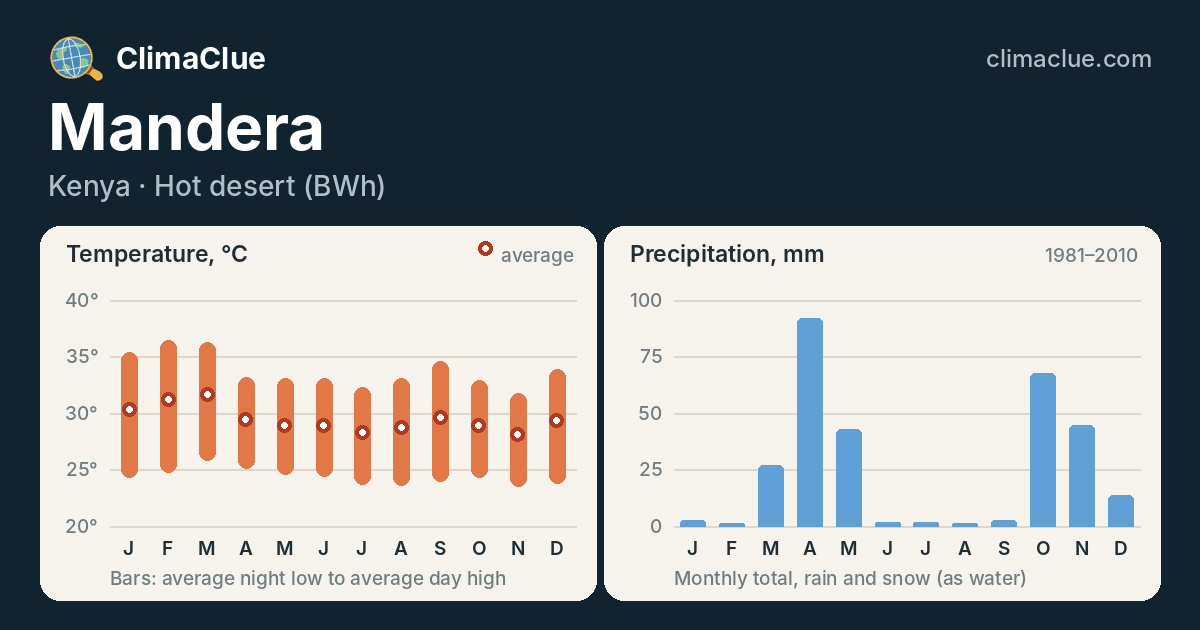 ClimaClue
climaclue.com
Mandera
Kenya · Hot desert (BWh)
Temperature, °C
average
40°
35°
30°
25°
20°
J F M A M J J A S O N D
Bars: average night low to average day high
Precipitation, mm
1981–2010
100
75
50
25
0
J F M A M J J A S O N D
Monthly total, rain and snow (as water)